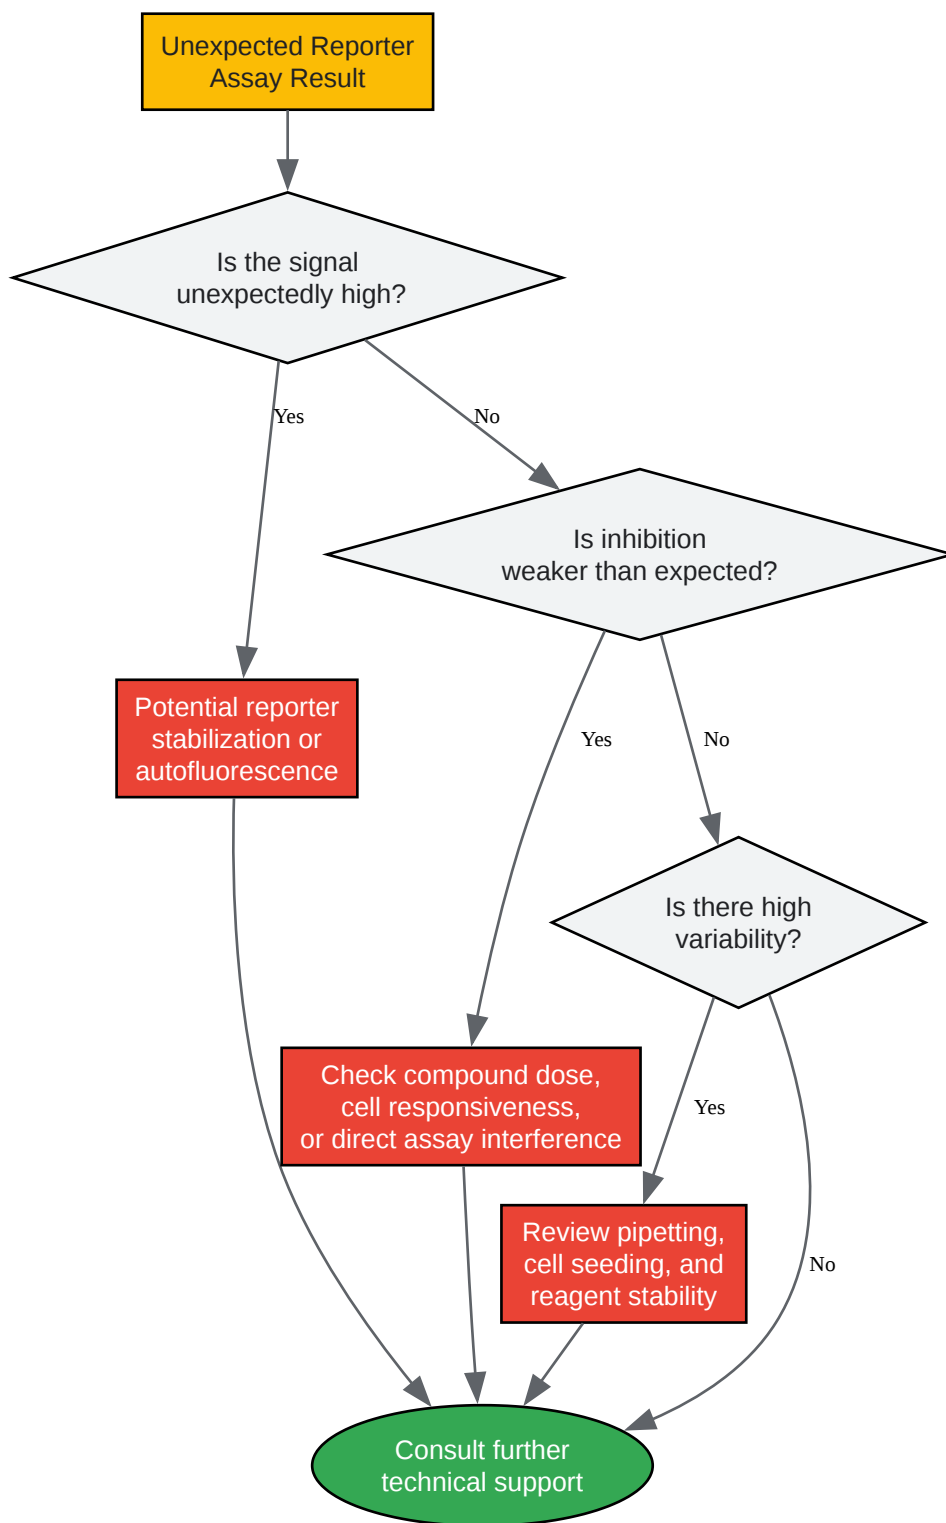 Unexpected Reporter
Assay Result
Is the signal
unexpectedly high?
Yes
No
Is inhibition
weaker than expected?
Potential reporter
stabilization or
autofluorescence
Yes
No
Is there high
variability?
Check compound dose,
cell responsiveness,
or direct assay interference
Yes
Review pipetting,
cell seeding, and
reagent stability
No
Consult further
technical support